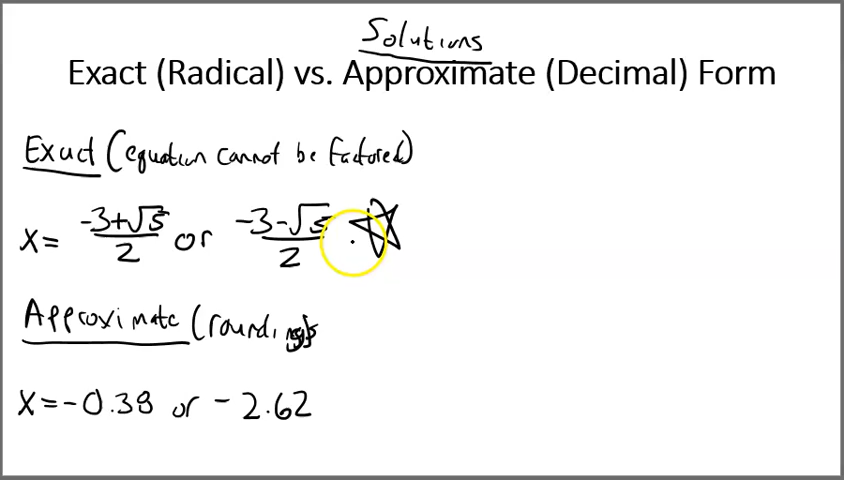 Solutions
Exact (Radical) vs. Approximate (Decimal) Form
Exact (equation cannot be factored)
x = -3+√5/2 or -3-√5/2
Approximate (rounding)
x = -0.38 or -2.62